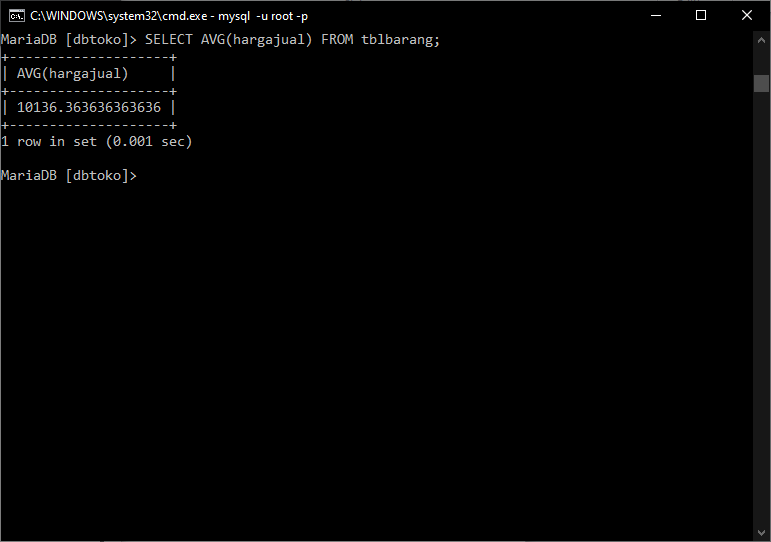 C:\WINDOWS\system32\cmd.exe - mysql  -u root -p
MariaDB [dbtoko]> SELECT AVG(hargajual) FROM tblbarang;
+--------------------+
| AVG(hargajual)     |
+--------------------+
| 10136.363636363636 |
+--------------------+
1 row in set (0.001 sec)
MariaDB [dbtoko]>